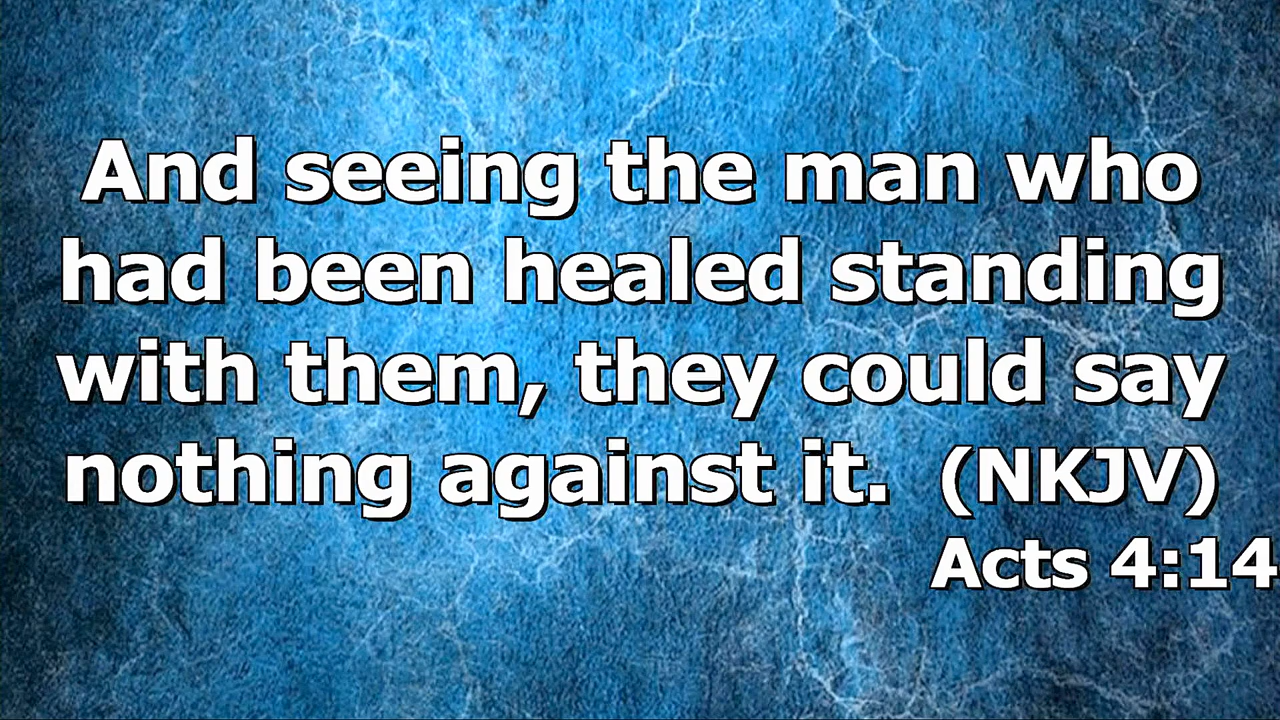 And seeing the man who
had been healed standing
with them, they could say
nothing against it.  (NKJV)
Acts 4:14